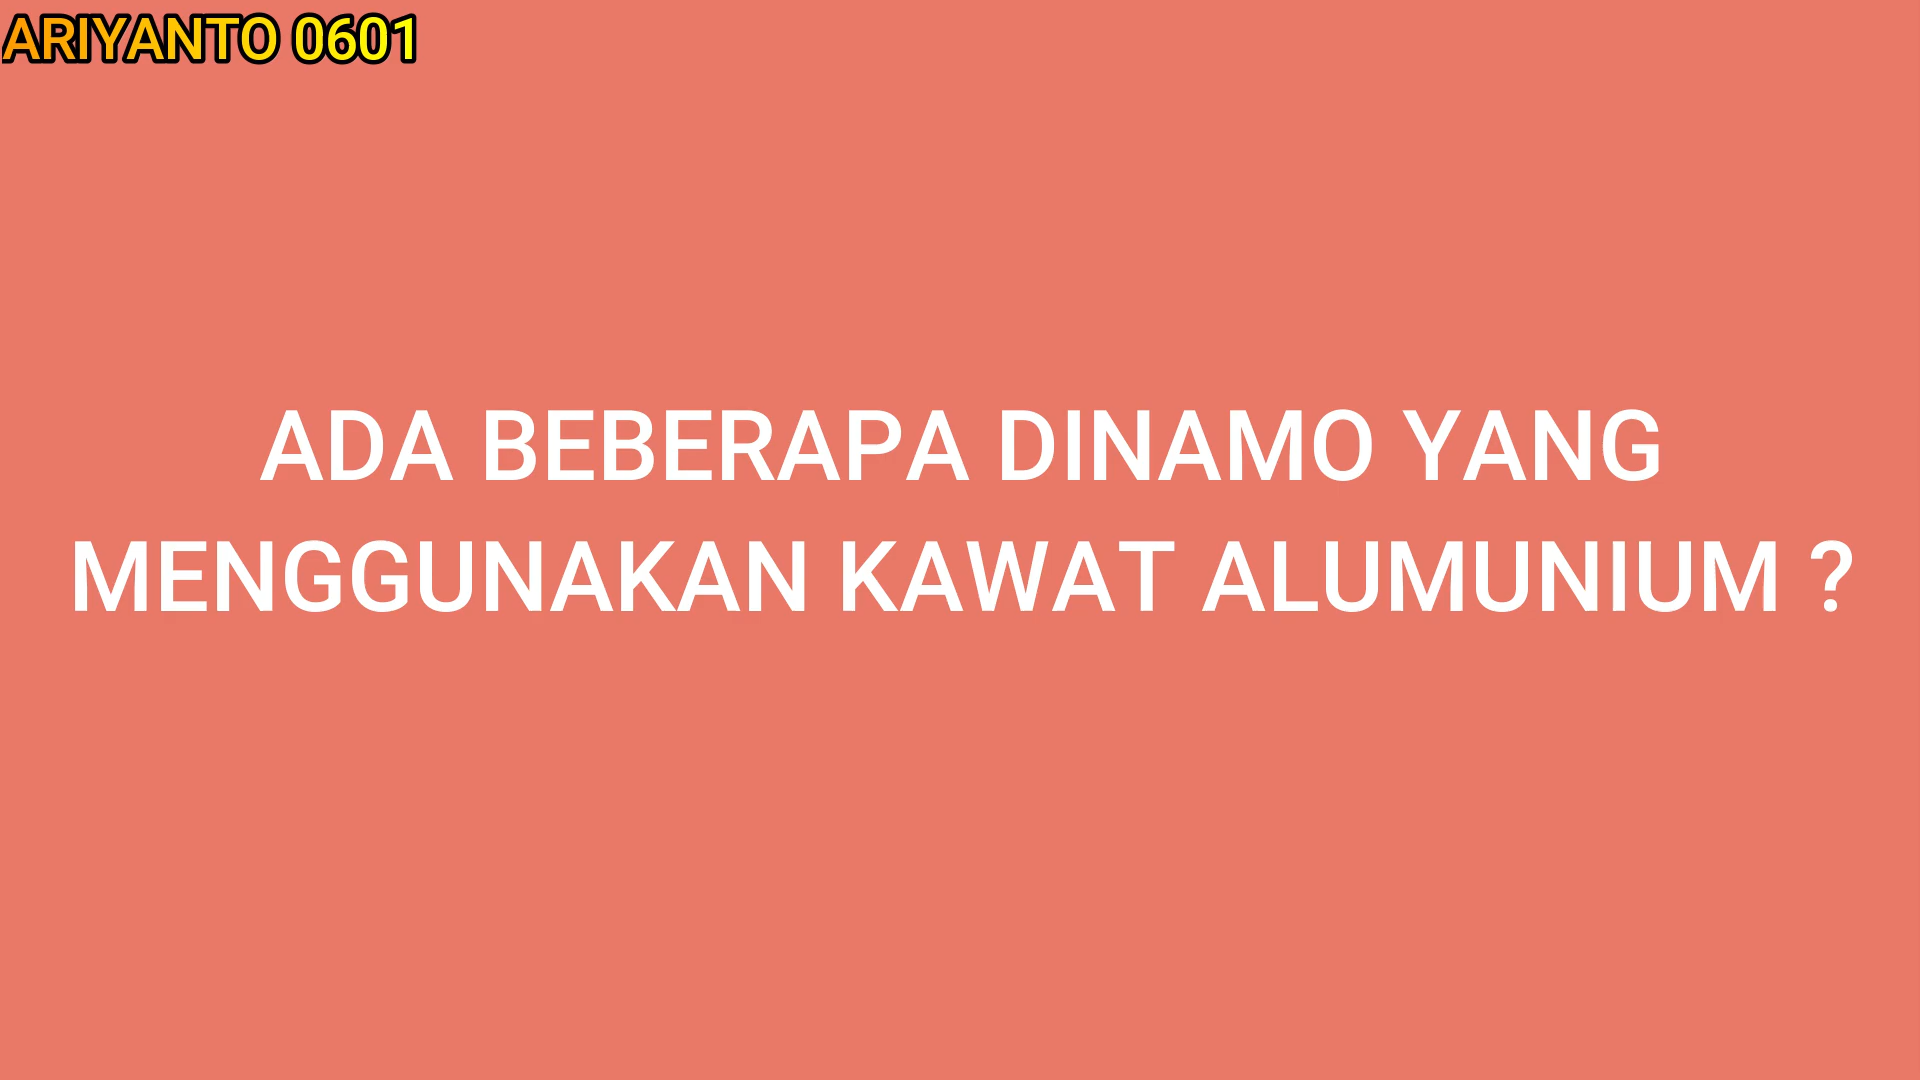 ARIYANTO 0601
ADA BEBERAPA DINAMO YANG
MENGGUNAKAN KAWAT ALUMUNIUM ?